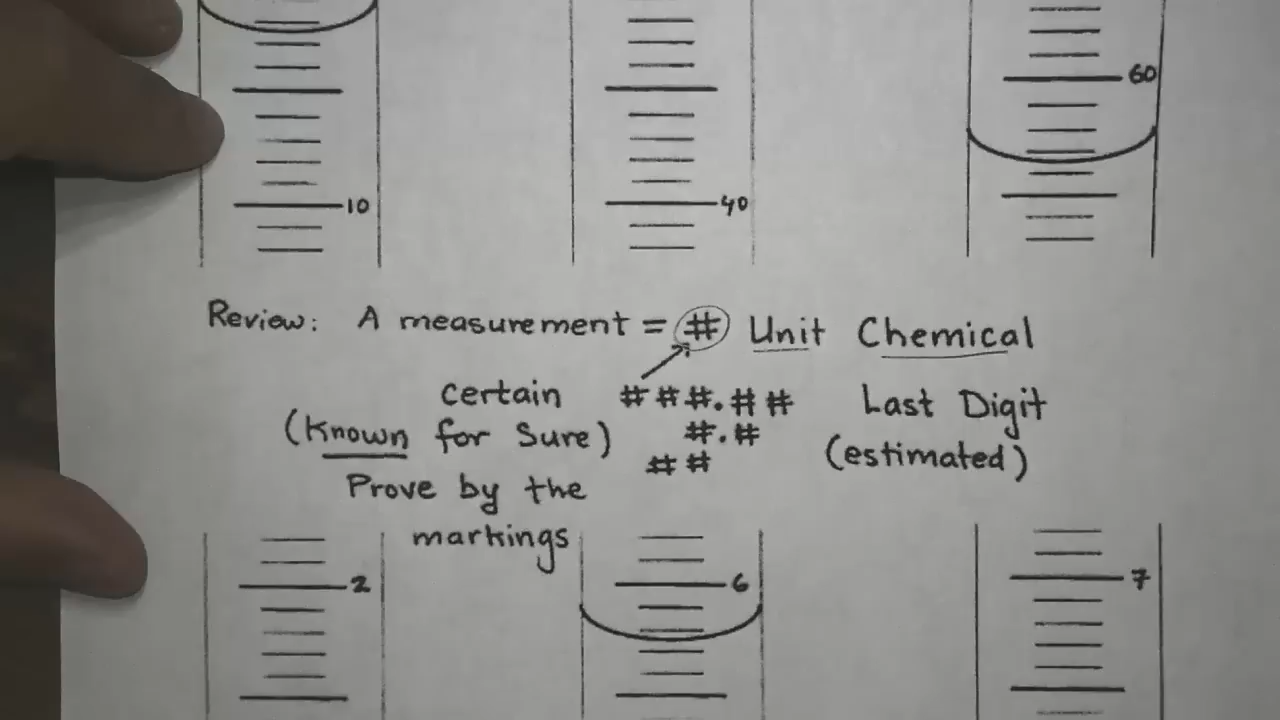 60
10
40
Review: A measurement = # Unit Chemical
certain ###.## Last Digit
(Known for Sure) #.# (estimated)
## 
Prove by the
markings
2
6
7